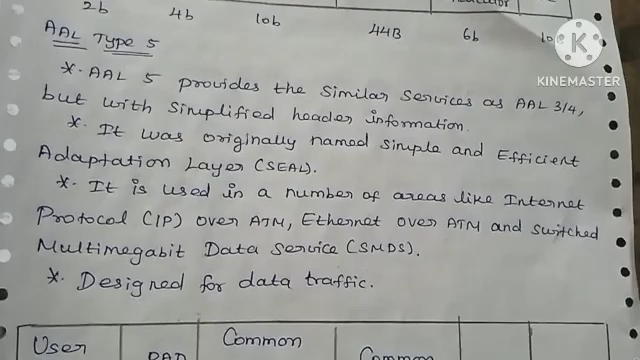 2b 4b 10b 44B 6b 10
AAL Type 5
K
KINEMASTER
*. AAL 5 provides the similar services as AAL 3/4,
but with simplified header information.
*. It was originally named simple and Efficient
Adaptation Layer (SEAL).
*. It is used in a number of areas like Internet
Protocol (IP) over ATM, Ethernet over ATM and switched
Multimegabit Data Service (SMDS).
*. Designed for data traffic.
User PAD Common Common